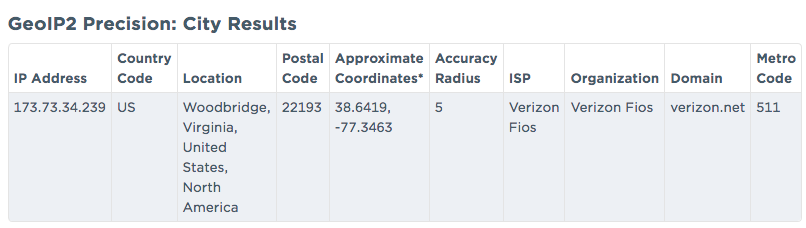 GeoIP2 Precision: City Results
IP Address Country Code Location Postal Code Approximate Coordinates* Accuracy Radius ISP Organization Domain Metro Code
173.73.34.239 US Woodbridge, Virginia, United States, North America 22193 38.6419, -77.3463 5 Verizon Fios Verizon Fios verizon.net 511